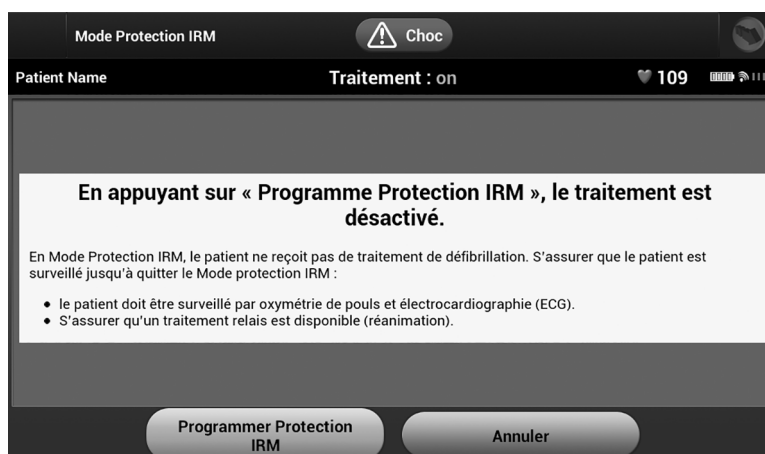 Mode Protection IRM
Choc
Patient Name
Traitement : on
109
En appuyant sur « Programme Protection IRM », le traitement est
désactivé.
En Mode Protection IRM, le patient ne reçoit pas de traitement de défibrillation. S'assurer que le patient est
surveillé jusqu'à quitter le Mode protection IRM :
• le patient doit être surveillé par oxymétrie de pouls et électrocardiographie (ECG).
• S'assurer qu'un traitement relais est disponible (réanimation).
Programmer Protection
IRM
Annuler